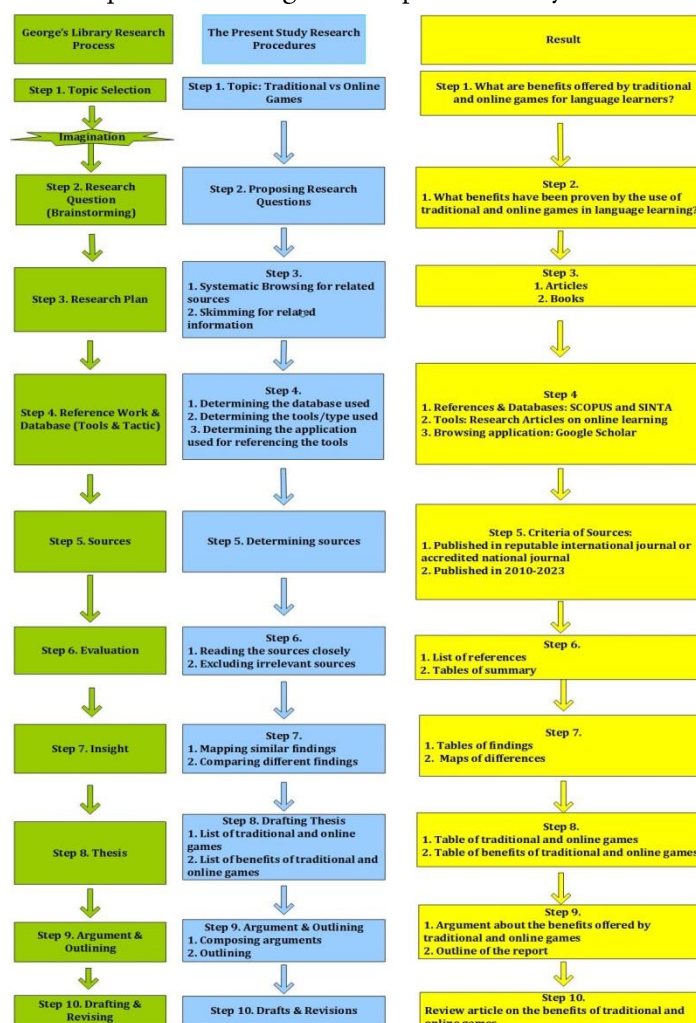 George's Library Research
Process
Step 1. Topic Selection
Imagination
Step 2. Research
Question
(Brainstorming)
Step 3. Research Plan
Step 4. Reference Work &
Database (Tools & Tactic)
Step 5. Sources
Step 6. Evaluation
Step 7. Insight
Step 8. Thesis
Step 9. Argument &
Outlining
Step 10. Drafting &
Revising
The Present Study Research
Procedures
Step 1. Topic: Traditional vs Online
Games
Step 2. Proposing Research
Questions
Step 3.
1. Systematic Browsing for related
sources
2. Skimming for related
information
Step 4.
1. Determining the database used
2. Determining the tools/type used
3. Determining the application
used for referencing the tools
Step 5. Determining sources
Step 6.
1. Reading the sources closely
2. Excluding irrelevant sources
Step 7.
1. Mapping similar findings
2. Comparing different findings
Step 8. Drafting Thesis
1. List of traditional and online
games
2. List of benefits of traditional and
online games
Step 9. Argument & Outlining
1. Composing arguments
2. Outlining
Step 10. Drafts & Revisions
Result
Step 1. What are benefits offered by traditional
and online games for language learners?
Step 2.
1. What benefits have been proven by the use of
traditional and online games in language learning?
Step 3.
1. Articles
2. Books
Step 4
1. References & Databases: SCOPUS and SINTA
2. Tools: Research Articles on online learning
3. Browsing application: Google Scholar
Step 5. Criteria of Sources:
1. Published in reputable international journal or
accredited national journal
2. Published in 2010-2023
Step 6.
1. List of references
2. Tables of summary
Step 7.
1. Tables of findings
2. Maps of differences
Step 8.
1. Table of traditional and online games
2. Table of benefits of traditional and online games
Step 9.
1. Argument about the benefits offered by
traditional and online games
2. Outline of the report
Step 10.
Review article on the benefits of traditional and
online games